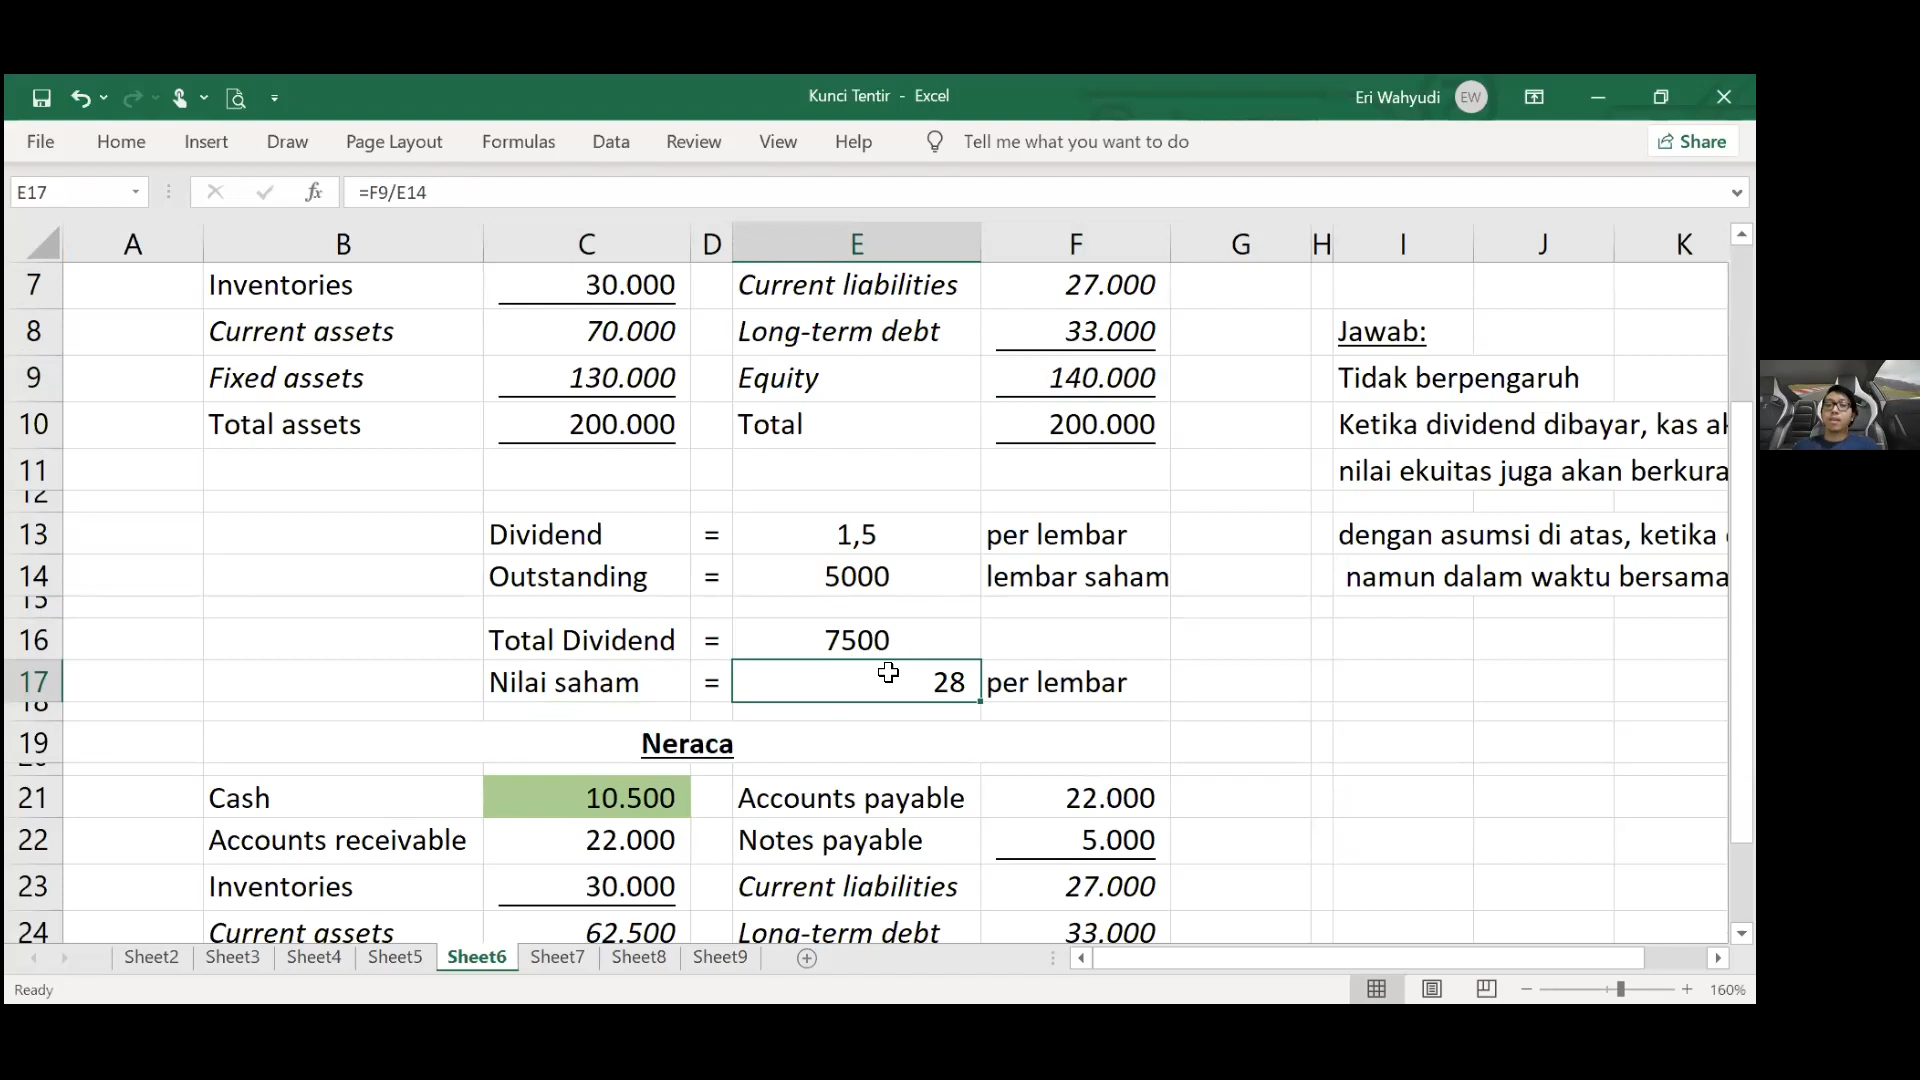 Kunci Tentir - Excel
Eri Wahyudi EW
File Home Insert Draw Page Layout Formulas Data Review View Help Tell me what you want to do Share
E17 fx =F9/E14
A B C D E F G H I J K
7 Inventories 30.000 Current liabilities 27.000
8 Current assets 70.000 Long-term debt 33.000 Jawab:
9 Fixed assets 130.000 Equity 140.000 Tidak berpengaruh
10 Total assets 200.000 Total 200.000 Ketika dividend dibayar, kas
11 nilai ekuitas juga akan
12
13 Dividend = 1,5 per lembar dengan asumsi di atas, ketika
14 Outstanding = 5000 lembar saham namun dalam waktu
15
16 Total Dividend = 7500
17 Nilai saham = 28 per lembar
18
19 Neraca
21 Cash 10.500 Accounts payable 22.000
22 Accounts receivable 22.000 Notes payable 5.000
23 Inventories 30.000 Current liabilities 27.000
24 Current assets 62.500 Long-term debt 33.000
Sheet2 Sheet3 Sheet4 Sheet5 Sheet6 Sheet7 Sheet8 Sheet9
Ready 160%